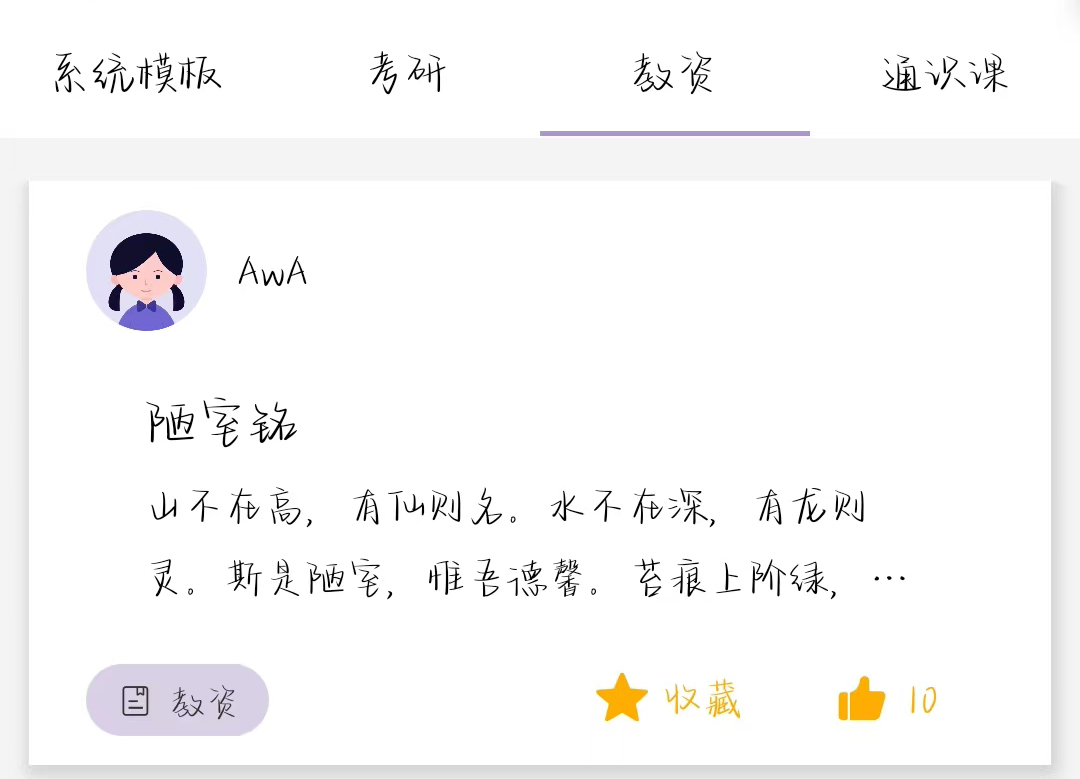 系统模板 考研 教资 通识课
AwA
陋室铭
山不在高，有仙则名。水不在深，有龙则
灵。斯是陋室，惟吾德馨。苔痕上阶绿，…
教资 收藏 10